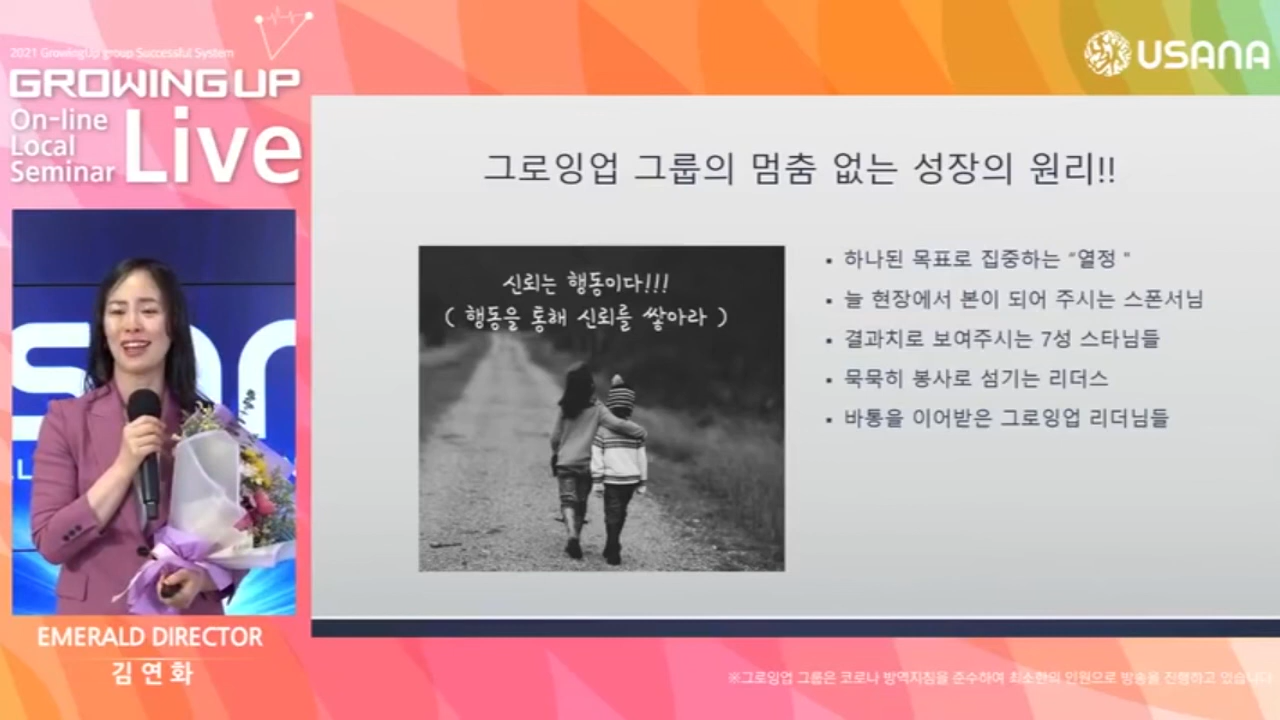 2021 GrowingUp group Successful System
GROWING UP
On-line
Local
Seminar
Live
USANA
그로잉업 그룹의 멈춤 없는 성장의 원리!!
신뢰는 행동이다!!!
( 행동을 통해 신뢰를 쌓아라 )
▪ 하나된 목표로 집중하는 “열정 "
▪ 늘 현장에서 본이 되어 주시는 스폰서님
▪ 결과치로 보여주시는 7성 스타님들
▪ 묵묵히 봉사로 섬기는 리더스
▪ 바통을 이어받은 그로잉업 리더님들
EMERALD DIRECTOR
김 연 화
※그로잉업 그룹은 코로나 방역지침을 준수하여 최소한의 인원으로 방송을 진행하고 있습니다